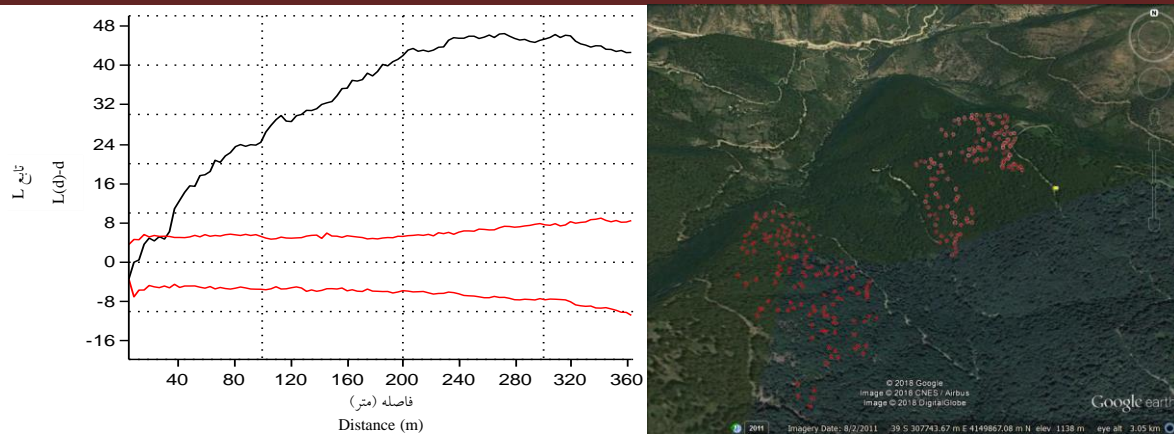 48
40
32
24
16
8
0
-8
-16
تابع L
L(d)-d
40 80 120 160 200 240 280 320 360
فاصله (متر)
Distance (m)
N
© 2018 Google
Image © 2018 CNES / Airbus
Image © 2018 DigitalGlobe
Google earth
2011 Imagery Date: 8/2/2011 39 S 307743.67 m E 4149867.08 m N elev 1138 m eye alt 3.05 km